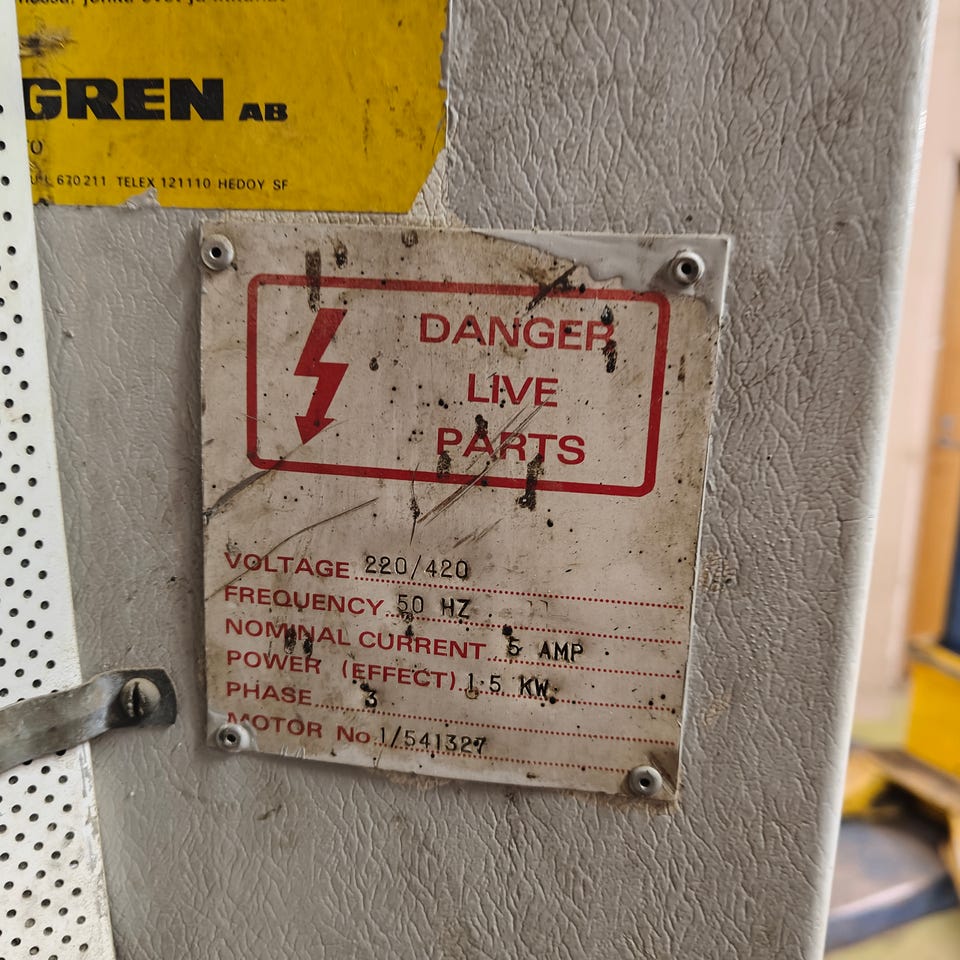 GREN AB
670211 TELEX 121110 HEDOY SF
DANGER
LIVE
PARTS
VOLTAGE 220/420
FREQUENCY 50 HZ
NOMINAL CURRENT 5 AMP
POWER (EFFECT) 1.5 KW
PHASE 3
MOTOR No 1/541327